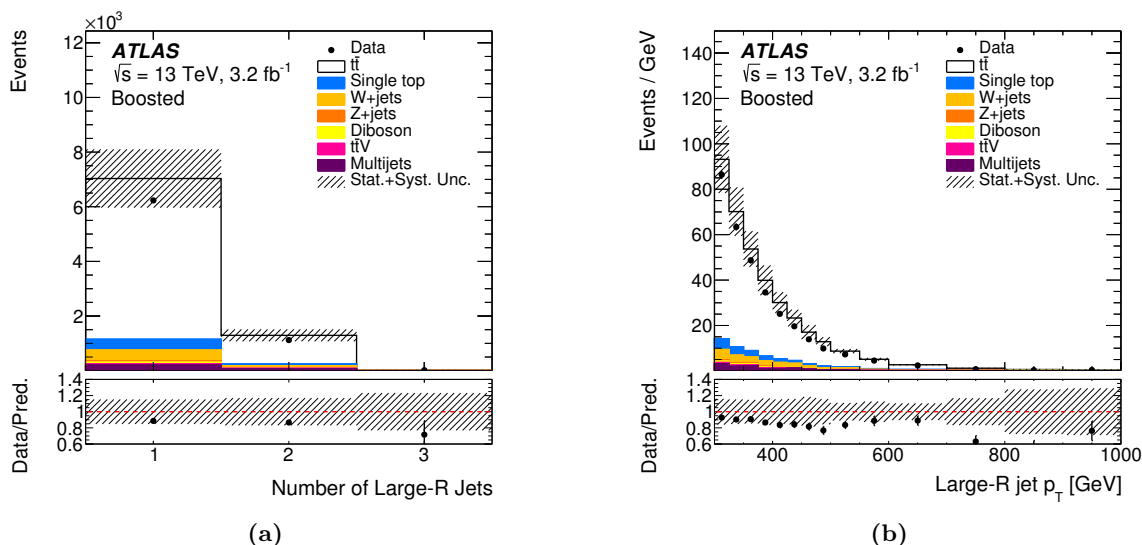 ×10³
Events
12
10
8
6
4
2
ATLAS
√s = 13 TeV, 3.2 fb⁻¹
Boosted
Data
tt̄
Single top
W+jets
Z+jets
Diboson
tt̄V
Multijets
Stat.+Syst. Unc.
Data/Pred.
1.4
1.2
1
0.8
0.6
1 2 3
Number of Large-R Jets
(a)
Events / GeV
140
120
100
80
60
40
20
ATLAS
√s = 13 TeV, 3.2 fb⁻¹
Boosted
Data
tt̄
Single top
W+jets
Z+jets
Diboson
tt̄V
Multijets
Stat.+Syst. Unc.
Data/Pred.
1.4
1.2
1
0.8
0.6
400 600 800 1000
Large-R jet p_T [GeV]
(b)